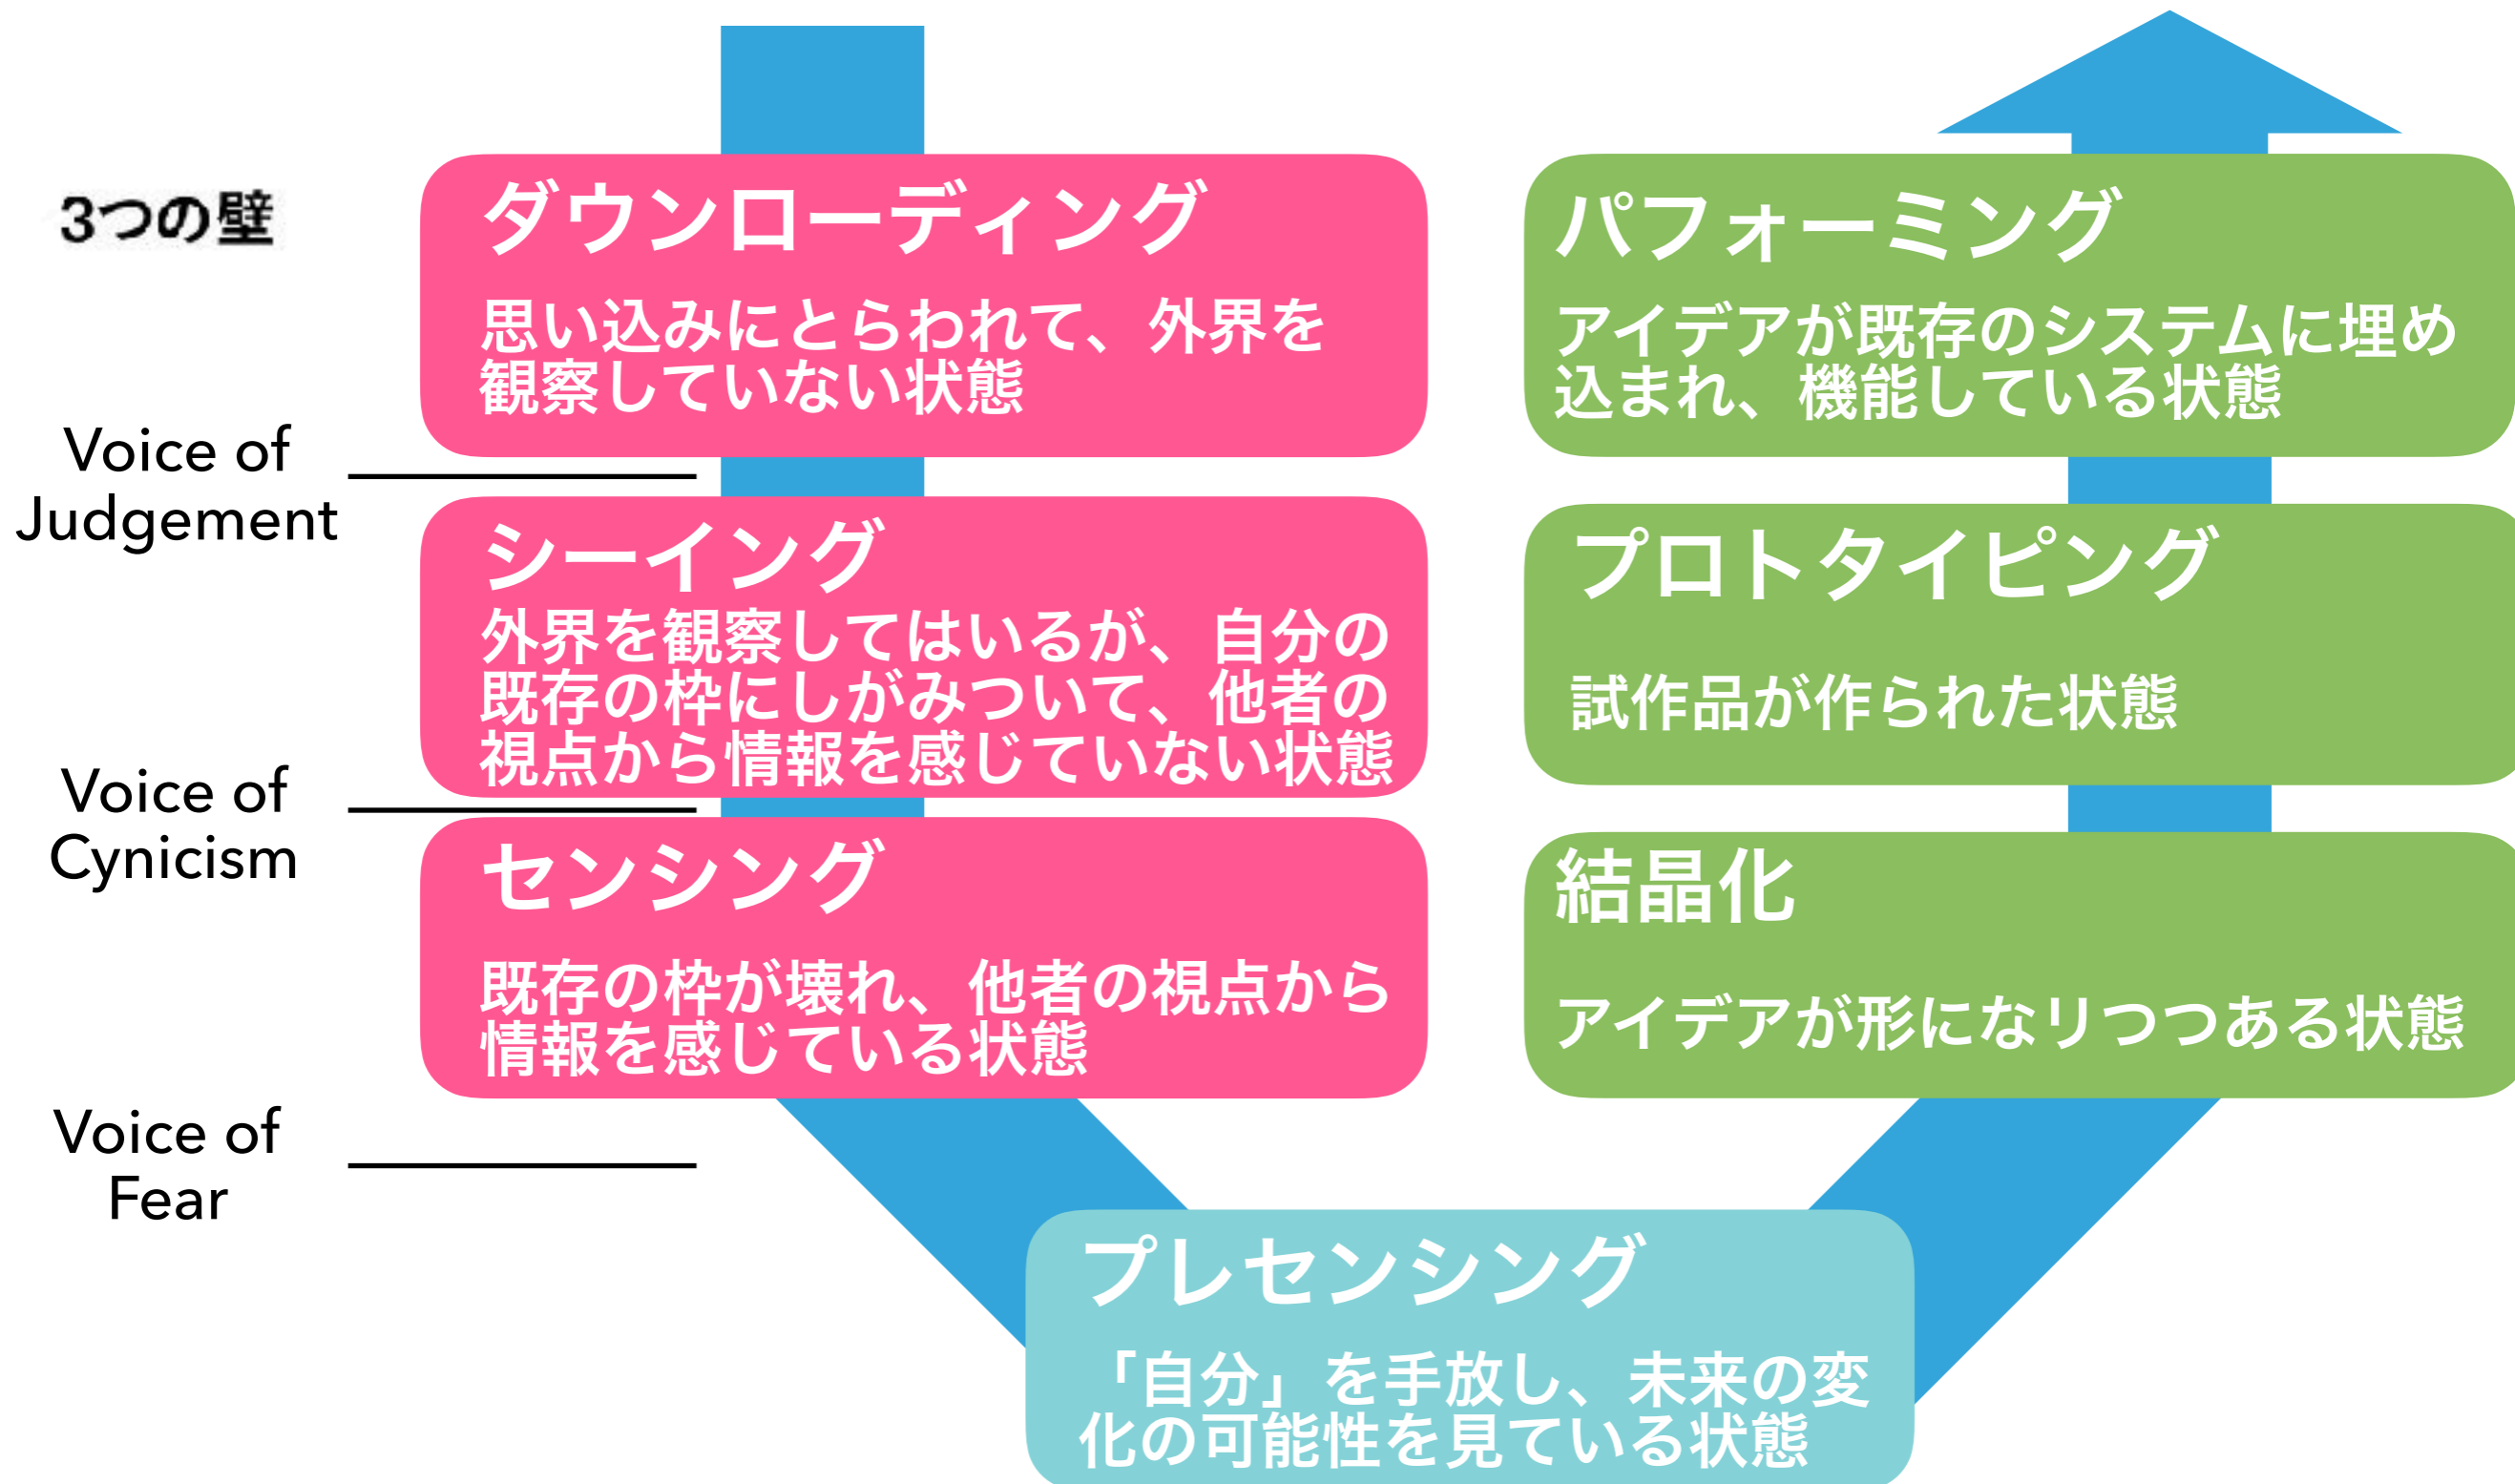 3つの壁
Voice of
Judgement
Voice of
Cynicism
Voice of
Fear
ダウンローディング
思い込みにとらわれて、外界を
観察していない状態
シーイング
外界を観察してはいるが、自分の
既存の枠にしがみついて、他者の
視点から情報を感じていない状態
センシング
既存の枠が壊れ、他者の視点から
情報を感じている状態
プレセンシング
「自分」を手放し、未来の変
化の可能性を見ている状態
結晶化
アイデアが形になりつつある状態
プロトタイピング
試作品が作られた状態
パフォーミング
アイデアが既存のシステムに埋め
込まれ、機能している状態